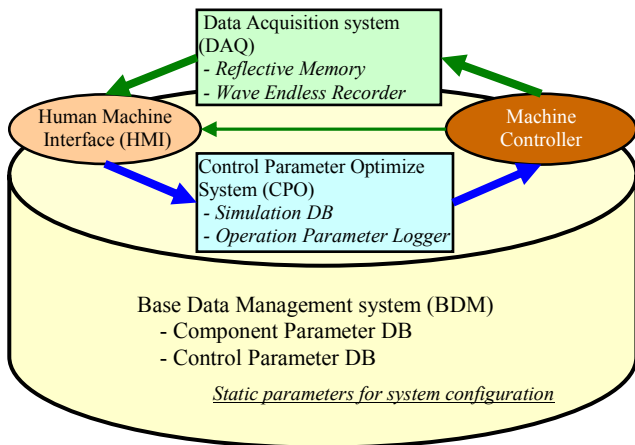 Data Acquisition system
(DAQ)
- Reflective Memory
- Wave Endless Recorder
Human Machine
Interface (HMI)
Machine
Controller
Control Parameter Optimize
System (CPO)
- Simulation DB
- Operation Parameter Logger
Base Data Management system (BDM)
- Component Parameter DB
- Control Parameter DB
Static parameters for system configuration